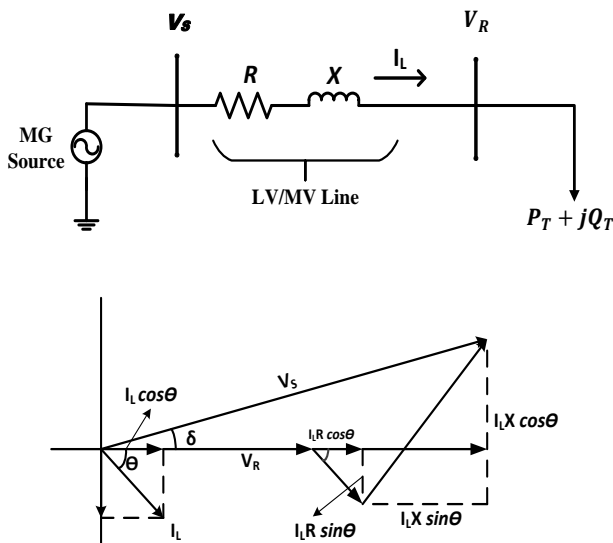 Vs
V_R
R
X
I_L
MG
Source
LV/MV Line
P_T + jQ_T
I_L cosΘ
V_S
δ
Θ
V_R
I_LR cosΘ
I_LX cosΘ
I_L
I_LR sinΘ
I_LX sinΘ